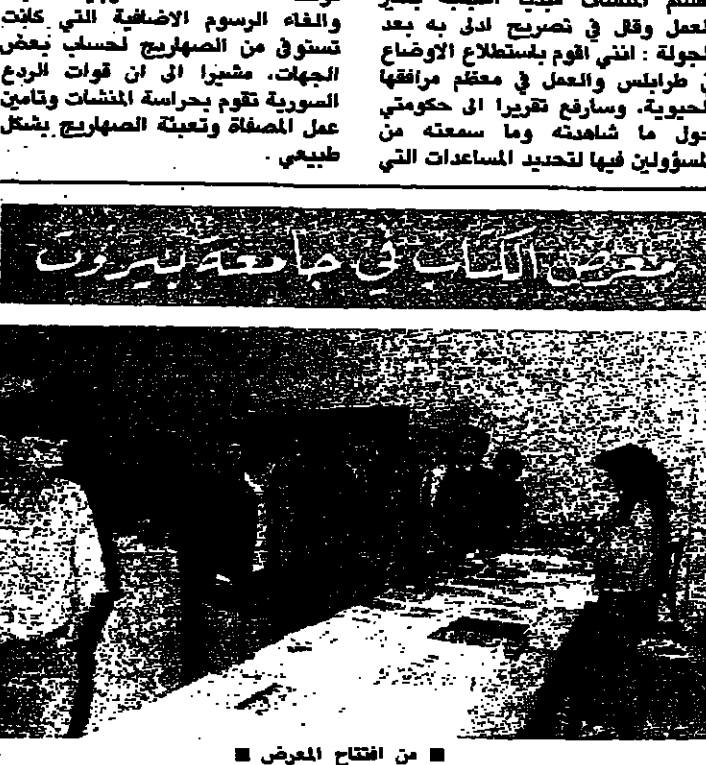 العمل وقال في تصريح ادلى به بعد
الجولة : انني اقوم باستطلاع الاوضاع
في طرابلس والعمل في معظم مرافقها
الحيوية، وسارفع تقريرا الى حكومتي
حول ما شاهدته وما سمعته من
المسؤولين فيها لتحديد المساعدات التي
والغاء الرسوم الاضافية التي كانت
تستوفى من الصهاريج لحساب بعض
الجهات، مشيرا الى ان قوات الردع
السورية تقوم بحراسة المنشات وتامين
عمل المصفاة وتعبئة الصهاريج بشكل
طبيعي .
معرض الكتاب في جامعة بيروت
■ من افتتاح المعرض ■